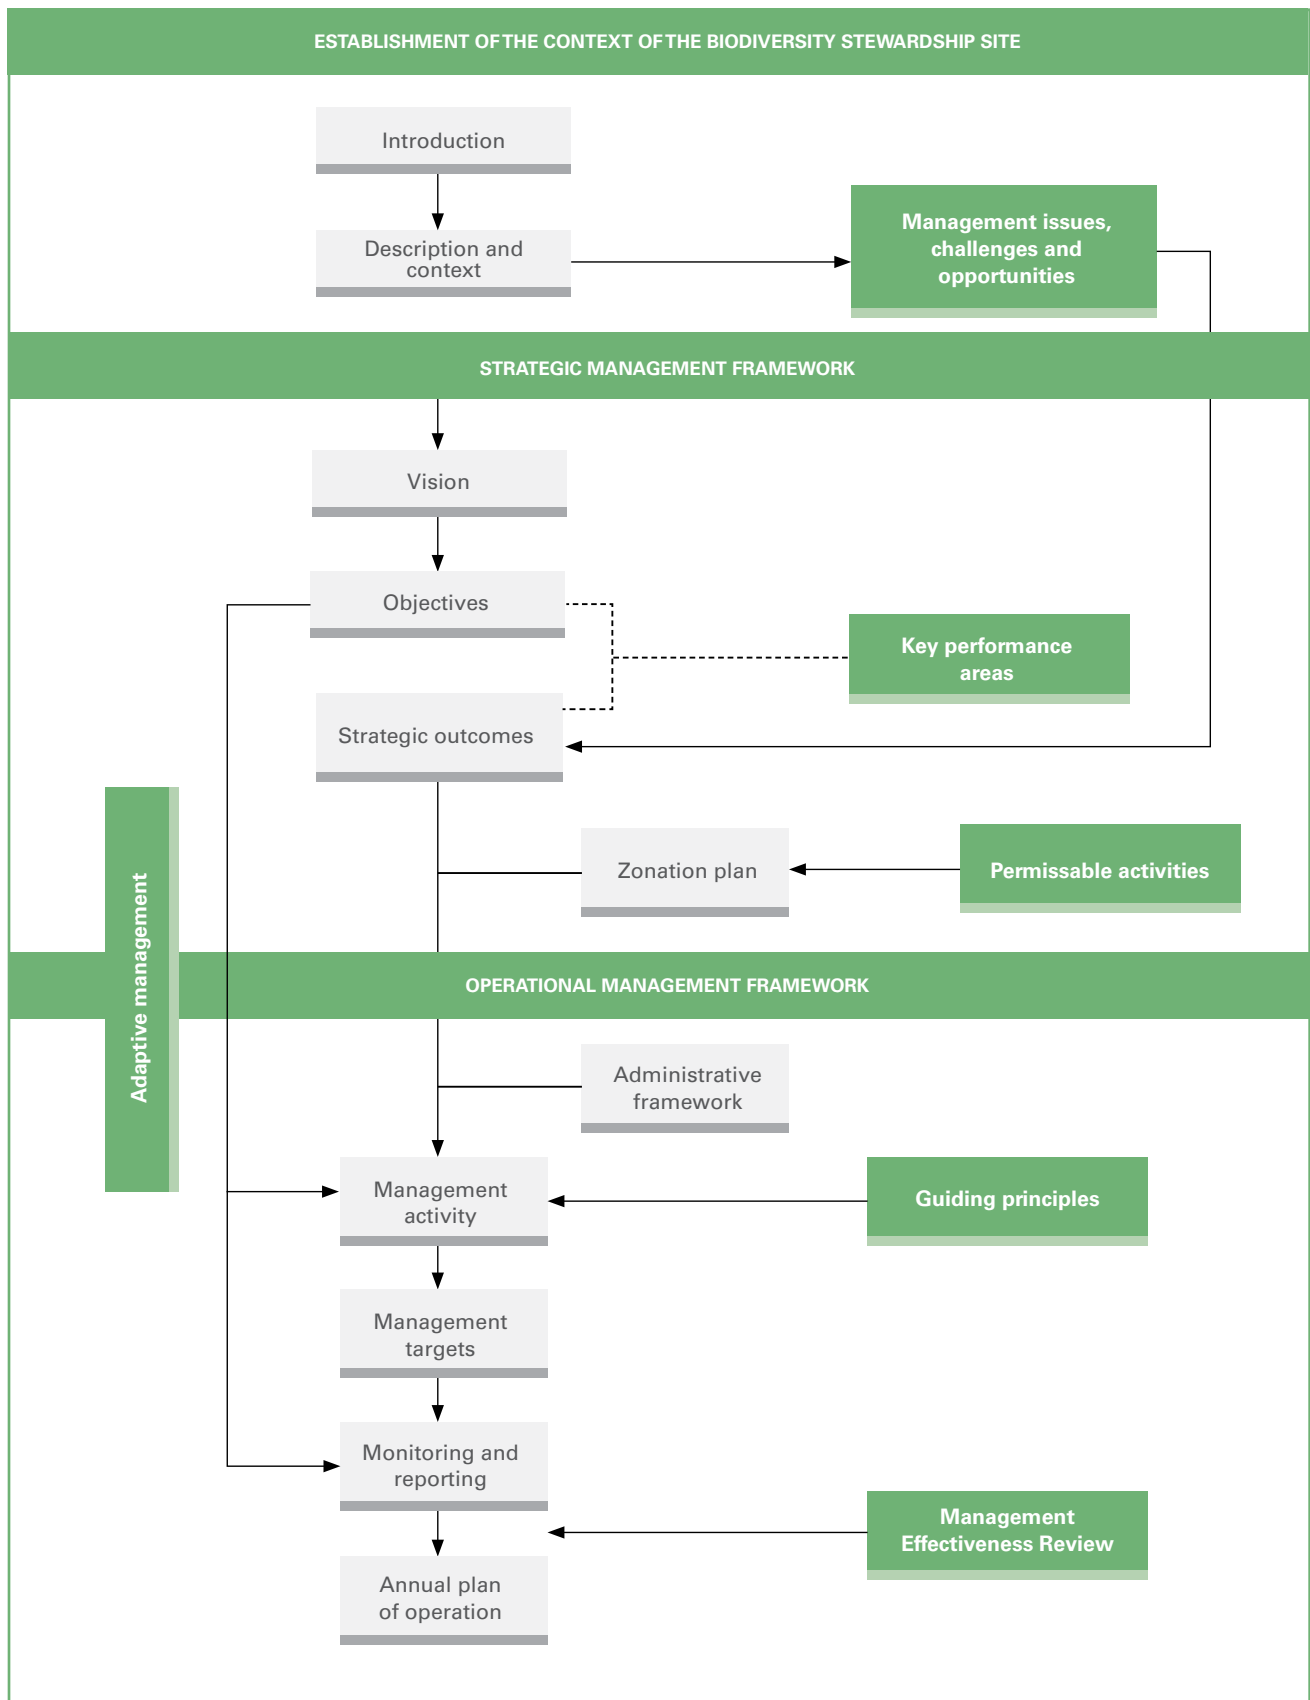 ESTABLISHMENT OF THE CONTEXT OF THE BIODIVERSITY STEWARDSHIP SITE
Introduction
Description and
context
Management issues,
challenges and
opportunities
STRATEGIC MANAGEMENT FRAMEWORK
Vision
Objectives
Key performance
areas
Strategic outcomes
Zonation plan
Permissable activities
Adaptive management
OPERATIONAL MANAGEMENT FRAMEWORK
Administrative
framework
Management
activity
Guiding principles
Management
targets
Monitoring and
reporting
Management
Effectiveness Review
Annual plan
of operation